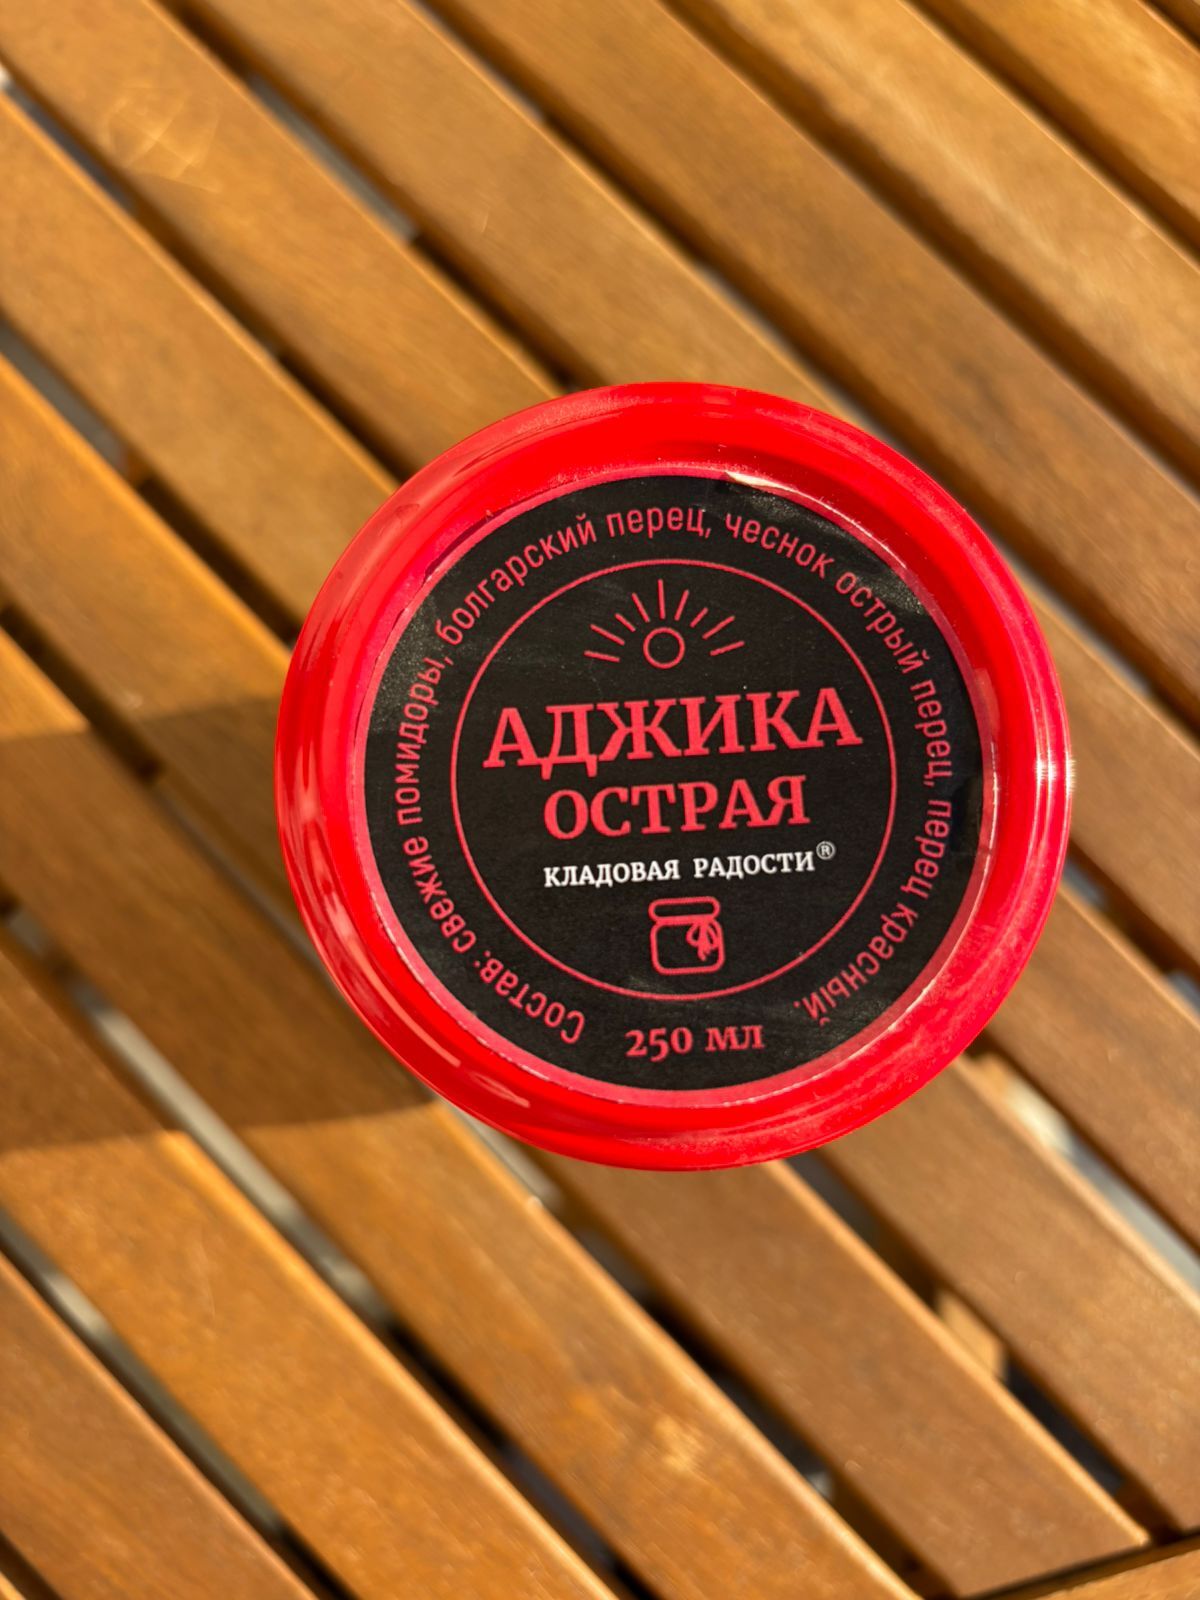 Состав: свежие помидоры, болгарский перец, чеснок острый перец, перец красный.
АДЖИКА
ОСТРАЯ
КЛАДОВАЯ РАДОСТИ®
250 мл